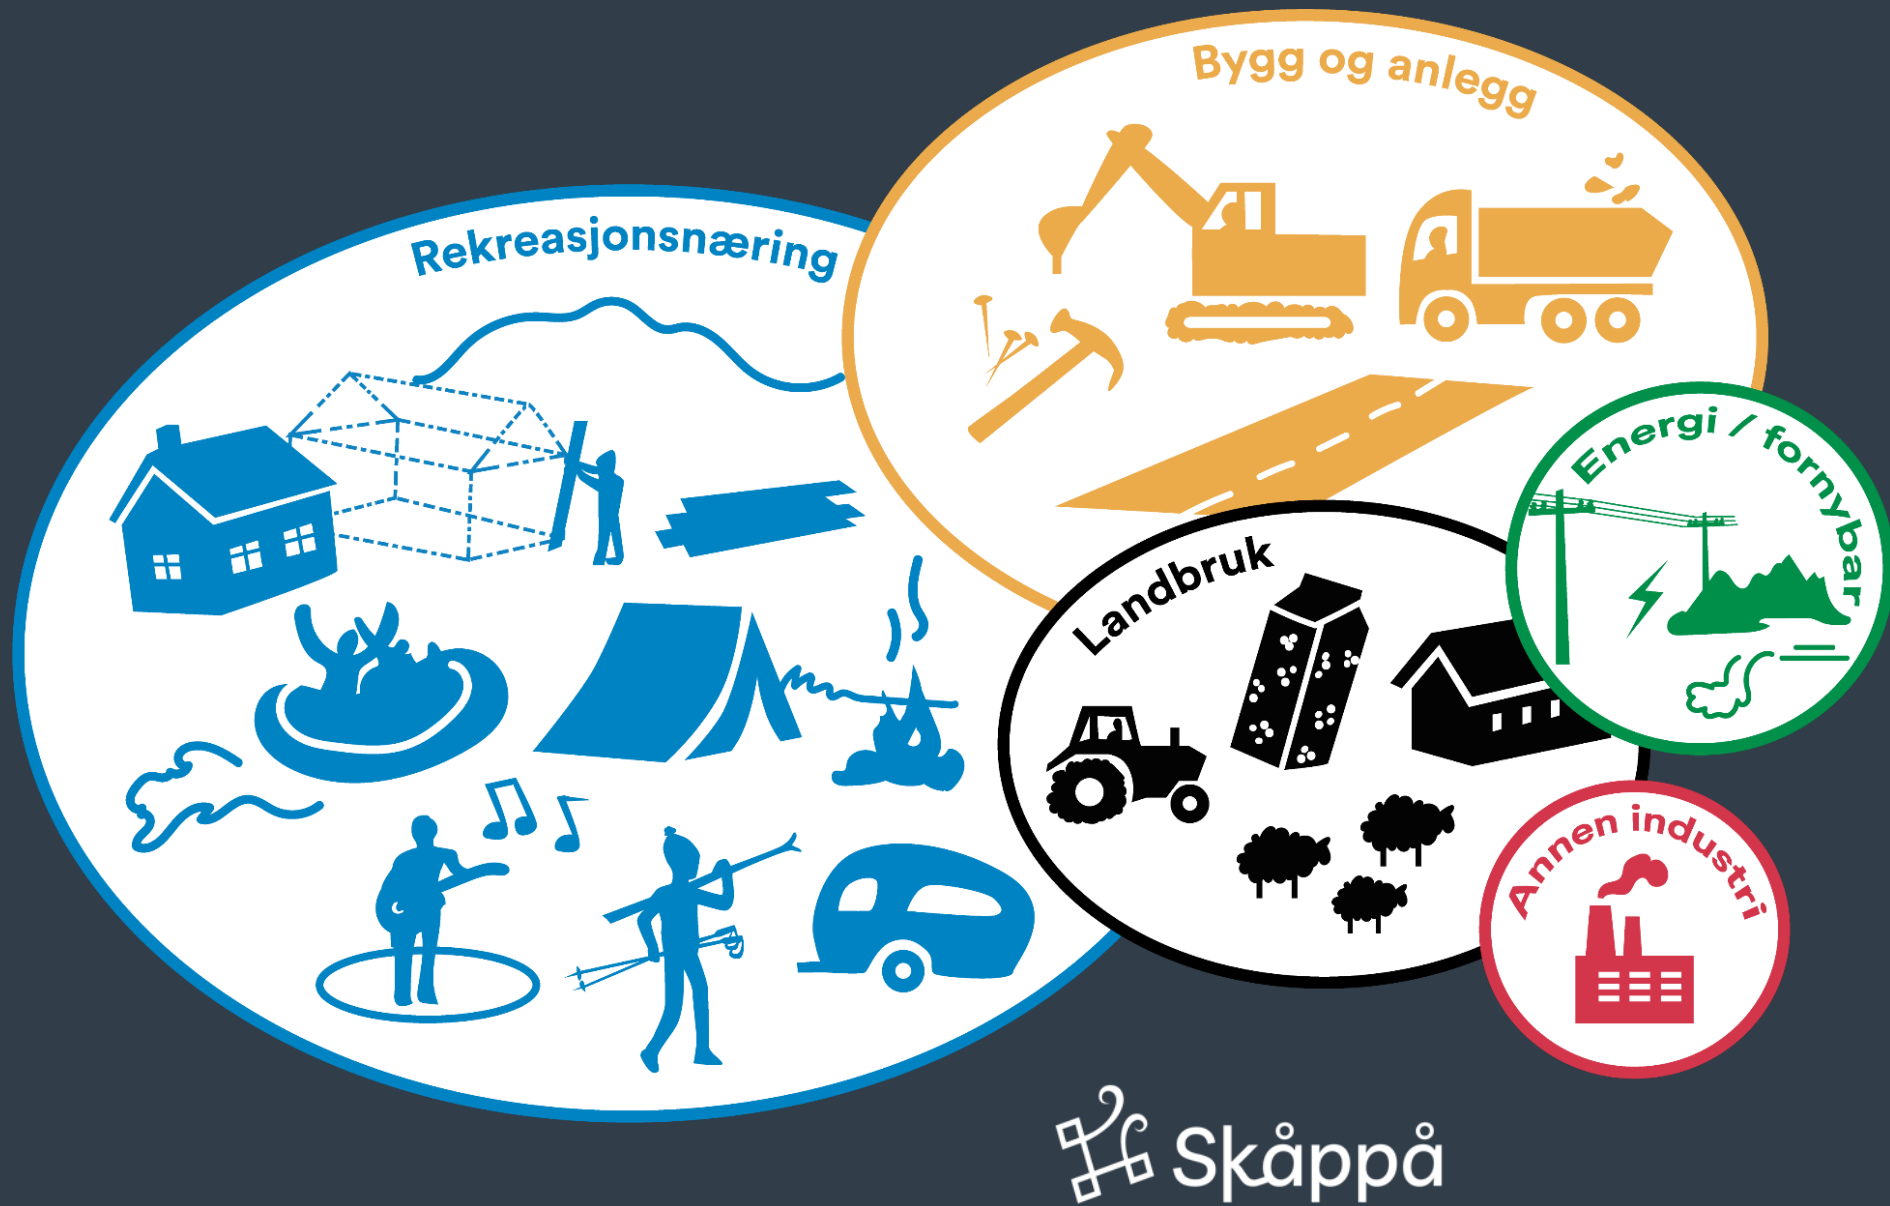 Bygg og anlegg
Rekreasjonsnæring
Energi / fornybar
Landbruk
Annen industri
Skåppå